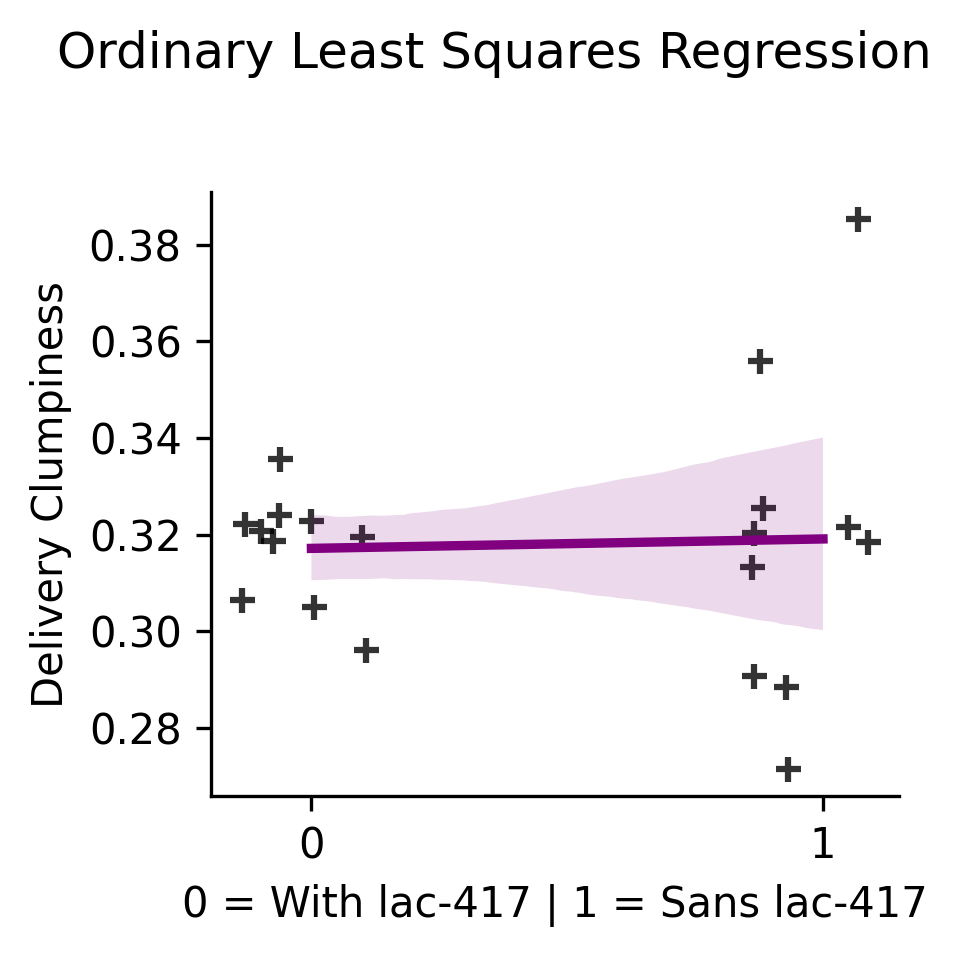 Ordinary Least Squares Regression
Delivery Clumpiness
0.38
0.36
0.34
0.32
0.30
0.28
0 1
0 = With lac-417 | 1 = Sans lac-417